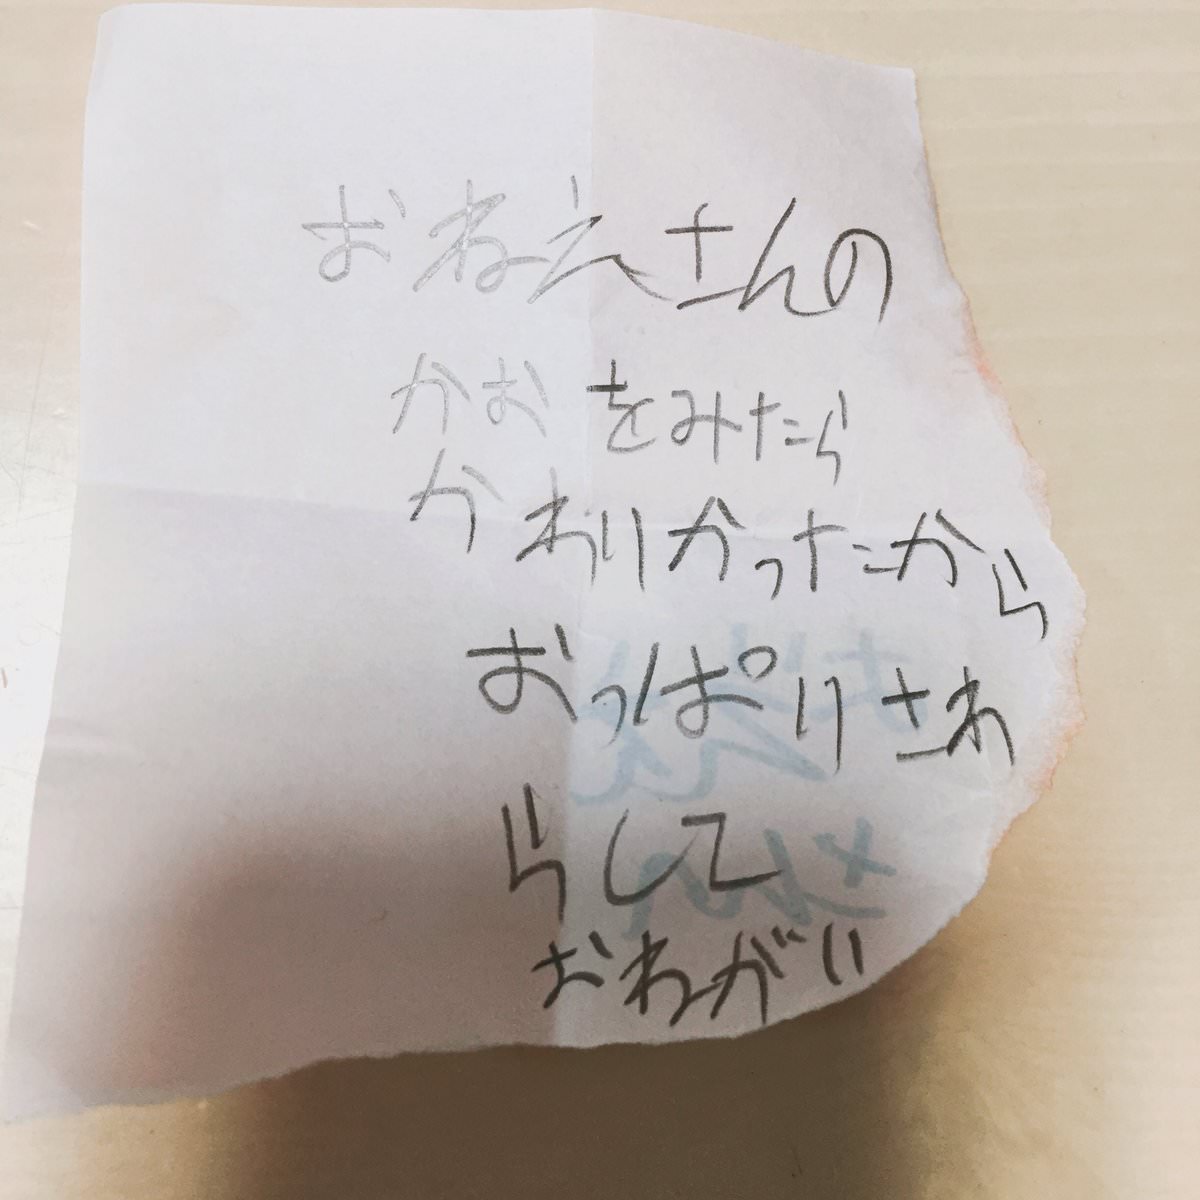 おねえさんの
かおをみたら
かわいかったから
おっぱいさわ
らして
おねがい